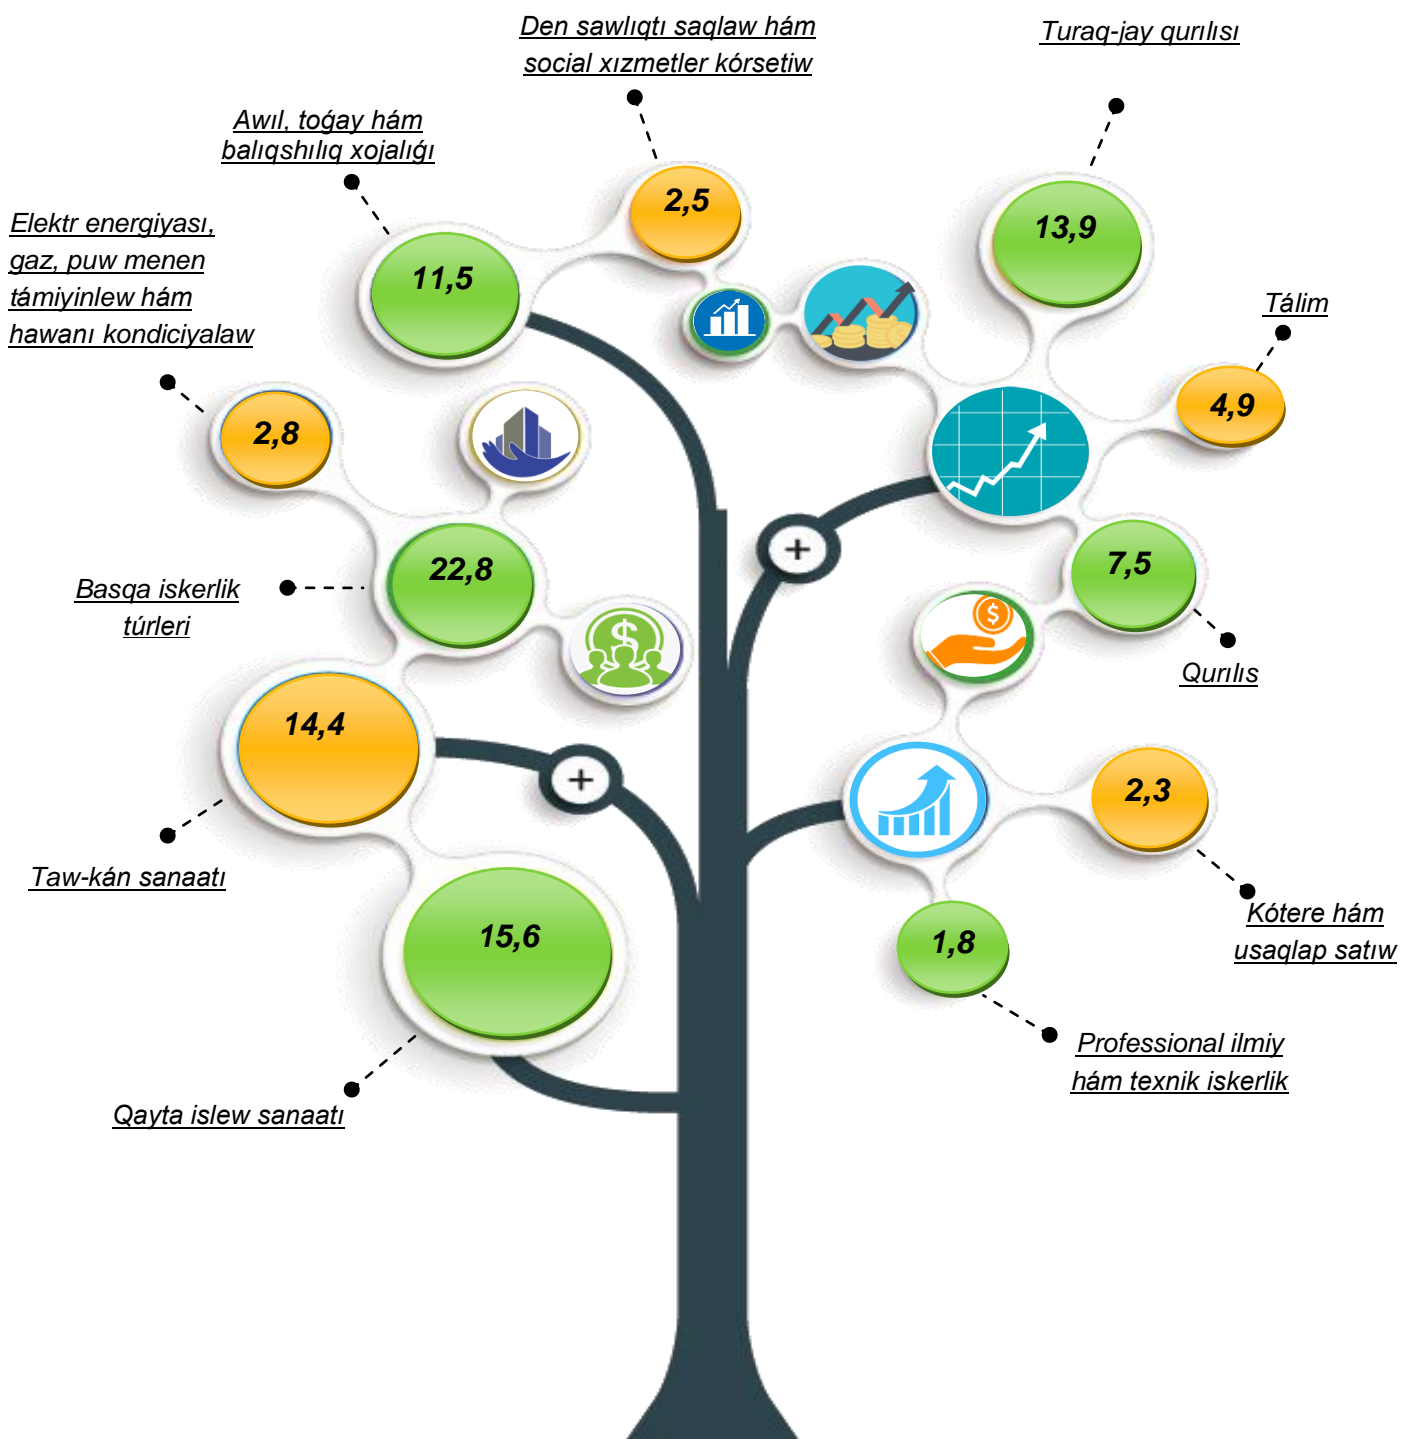 Den sawlıqtı saqlaw hám
social xızmetler kórsetiw
2,5
Turaq-jay qurılısı
13,9
Awıl, toǵay hám
balıqshılıq xojalıǵı
11,5
Elektr energiyası,
gaz, puw menen
támiyinlew hám
hawanı kondiciyalaw
2,8
Tálim
4,9
22,8
Basqa iskerlik
túrleri
7,5
Qurılıs
14,4
Taw-kán sanaatı
2,3
Kótere hám
usaqlap satıw
15,6
Qayta islew sanaatı
1,8
Professional ilmiy
hám texnik iskerlik